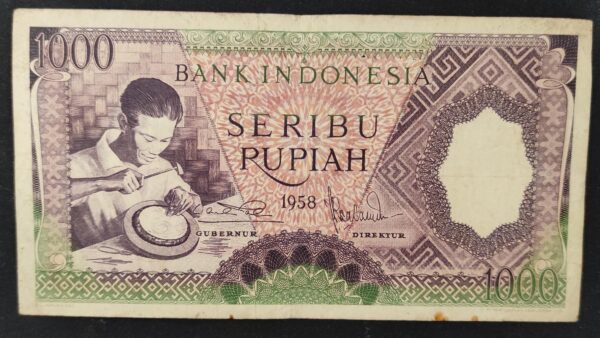 1000
BANK INDONESIA
SERIBU
RUPIAH
1958
GUBERNUR
DIREKTUR
1000